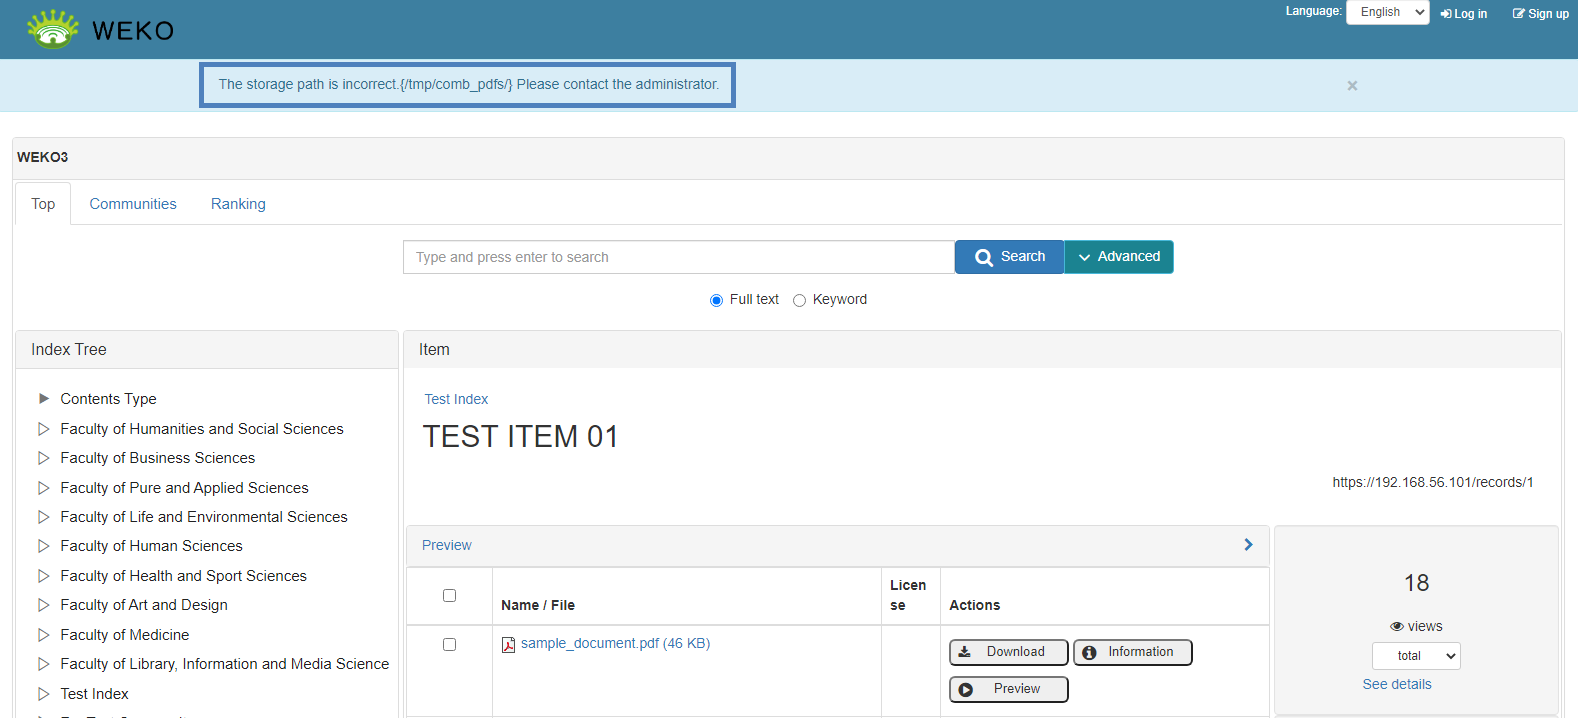 WEKO
Language: English Log in Sign up
The storage path is incorrect.{/tmp/comb_pdfs/} Please contact the administrator.
×
WEKO3
Top Communities Ranking
Type and press enter to search Search Advanced
Full text Keyword
Index Tree
Contents Type
Faculty of Humanities and Social Sciences
Faculty of Business Sciences
Faculty of Pure and Applied Sciences
Faculty of Life and Environmental Sciences
Faculty of Human Sciences
Faculty of Health and Sport Sciences
Faculty of Art and Design
Faculty of Medicine
Faculty of Library, Information and Media Science
Test Index
Item
Test Index
TEST ITEM 01
https://192.168.56.101/records/1
Preview
Name / File
Licen
se
Actions
sample_document.pdf (46 KB)
Download Information
Preview
18
views
total
See details